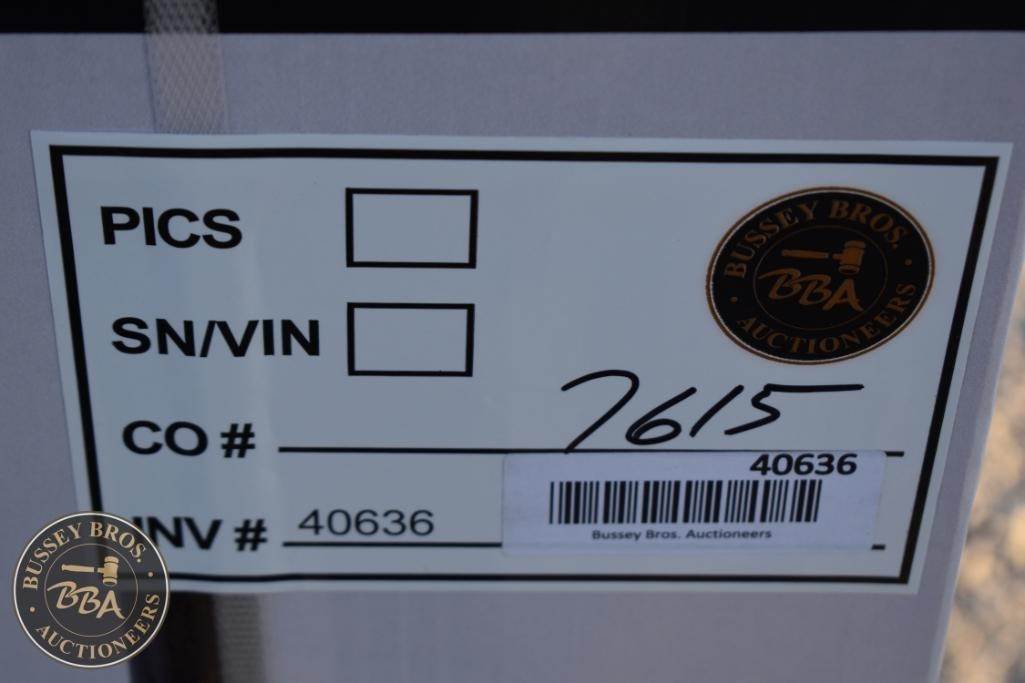 PICS
BUSSEY BROS.
BBA
AUCTIONEERS
SN/VIN
CO # 7615
40636
INV # 40636
Bussey Bros. Auctioneers
BUSSEY BROS.
BBA
AUCTIONEERS